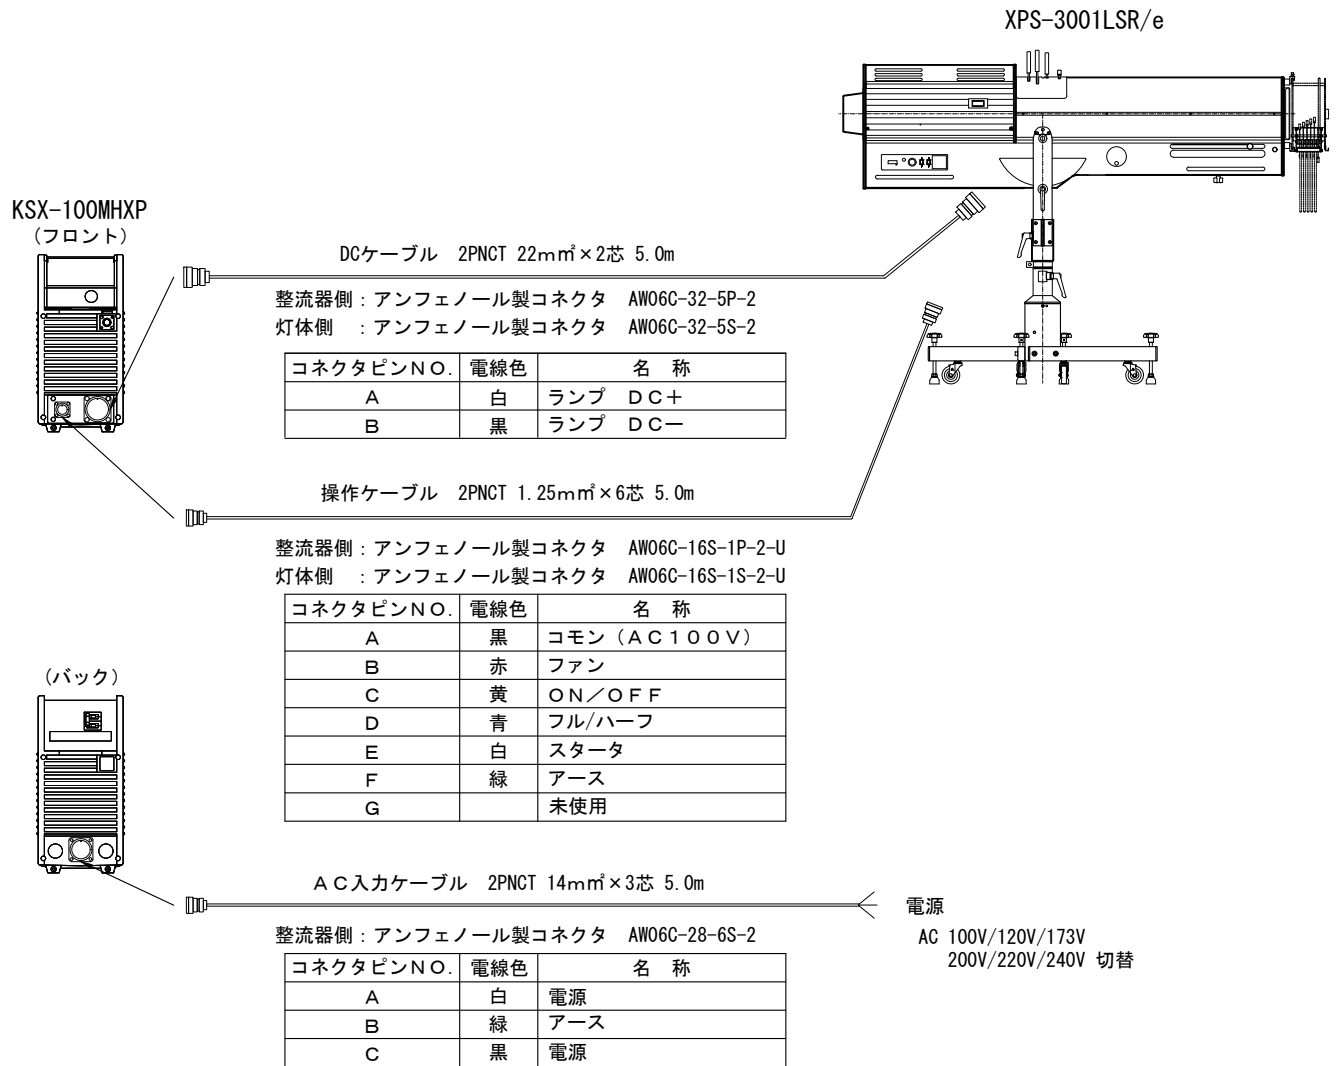 XPS-3001LSR/e
KSX-100MHXP
(フロント)
DCケーブル 2PNCT 22mm²×2芯 5.0m
整流器側：アンフェノール製コネクタ AW06C-32-5P-2
灯体側 ：アンフェノール製コネクタ AW06C-32-5S-2
コネクタピンNO. 電線色 名 称
A 白 ランプ DC＋
B 黒 ランプ DC－
操作ケーブル 2PNCT 1.25mm²×6芯 5.0m
整流器側：アンフェノール製コネクタ AW06C-16S-1P-2-U
灯体側 ：アンフェノール製コネクタ AW06C-16S-1S-2-U
コネクタピンNO. 電線色 名 称
A 黒 コモン（AC100V）
B 赤 ファン
C 黄 ON／OFF
D 青 フル/ハーフ
E 白 スタータ
F 緑 アース
G 未使用
(バック)
AC入力ケーブル 2PNCT 14mm²×3芯 5.0m
整流器側：アンフェノール製コネクタ AW06C-28-6S-2
コネクタピンNO. 電線色 名 称
A 白 電源
B 緑 アース
C 黒 電源
電源
AC 100V/120V/173V
200V/220V/240V 切替